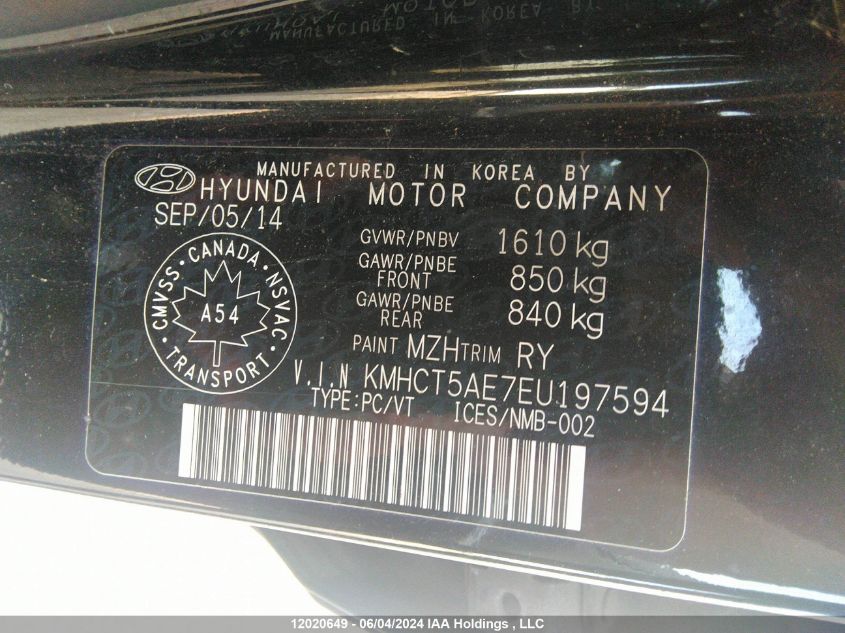 MANUFACTURED IN KOREA BY
HYUNDAI MOTOR COMPANY
SEP/05/14
GVWR/PNBV 1610 kg
GAWR/PNBE FRONT 850 kg
GAWR/PNBE REAR 840 kg
PAINT MZH TRIM RY
V.I.N KMHCT5AE7EU197594
TYPE:PC/VT ICES/NMB-002
CMVSS · CANADA · NSVAC · TRANSPORT ·
A54
12020649 - 06/04/2024 IAA Holdings , LLC